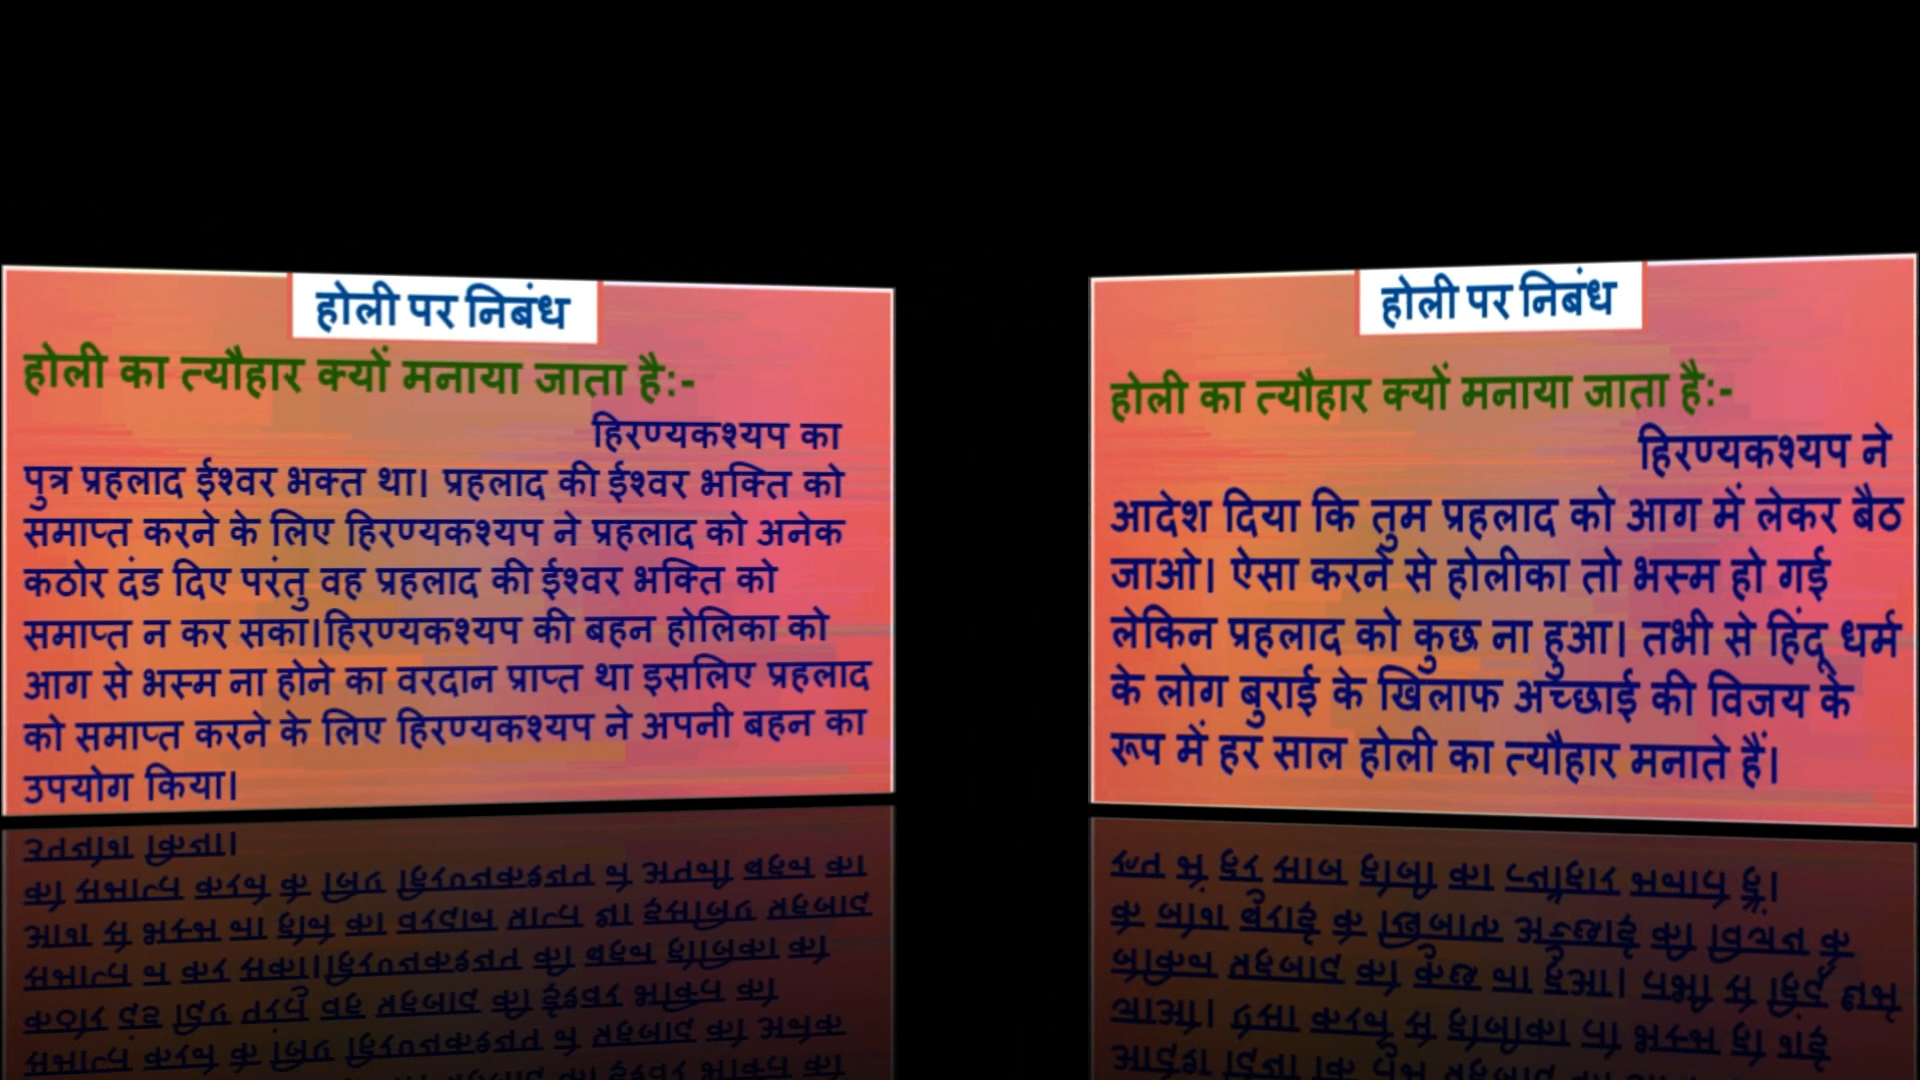 होली पर निबंध
होली का त्यौहार क्यों मनाया जाता है:-
हिरण्यकश्यप का
पुत्र प्रहलाद ईश्वर भक्त था। प्रहलाद की ईश्वर भक्ति को
समाप्त करने के लिए हिरण्यकश्यप ने प्रहलाद को अनेक
कठोर दंड दिए परंतु वह प्रहलाद की ईश्वर भक्ति को
समाप्त न कर सका।हिरण्यकश्यप की बहन होलिका को
आग से भस्म ना होने का वरदान प्राप्त था इसलिए प्रहलाद
को समाप्त करने के लिए हिरण्यकश्यप ने अपनी बहन का
उपयोग किया।
होली पर निबंध
होली का त्यौहार क्यों मनाया जाता है:-
हिरण्यकश्यप ने
आदेश दिया कि तुम प्रहलाद को आग में लेकर बैठ
जाओ। ऐसा करने से होलीका तो भस्म हो गई
लेकिन प्रहलाद को कुछ ना हुआ। तभी से हिंदू धर्म
के लोग बुराई के खिलाफ अच्छाई की विजय के
रूप में हर साल होली का त्यौहार मनाते हैं।